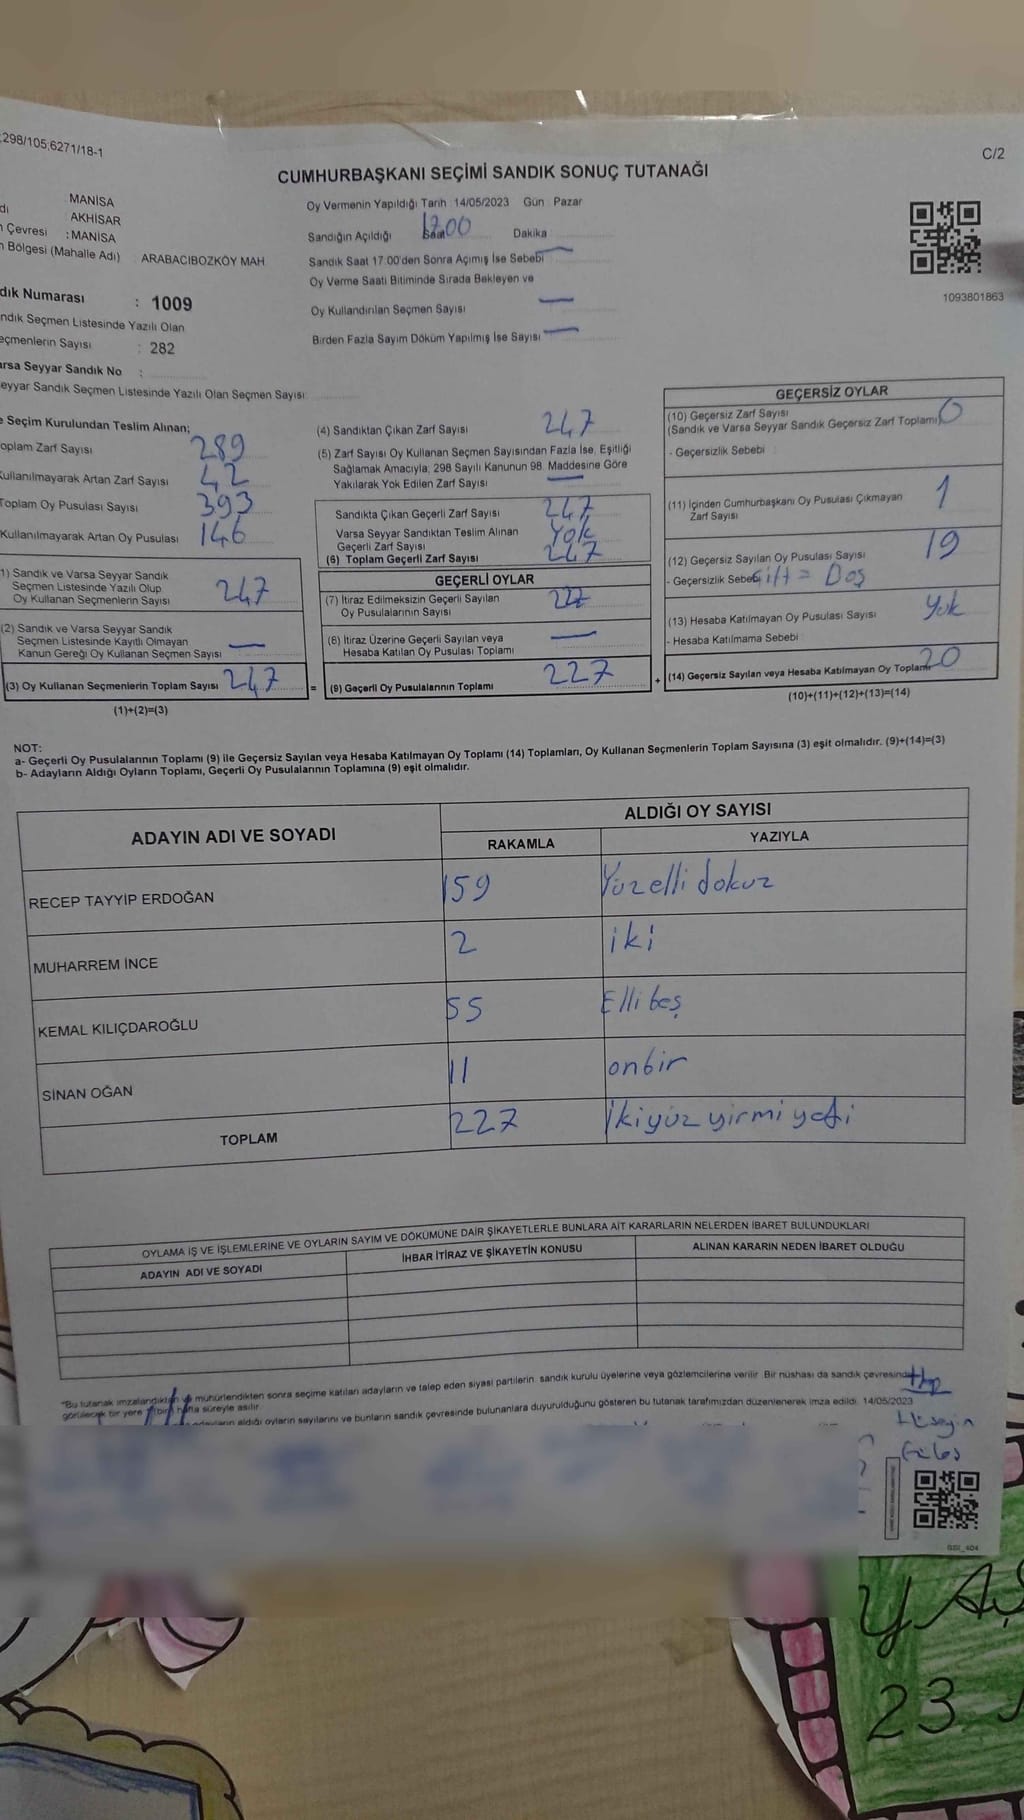 298/105;6271/18-1
C/2
CUMHURBAŞKANI SEÇİMİ SANDIK SONUÇ TUTANAĞI
MANİSA
AKHİSAR
Çevresi : MANİSA
Bölgesi (Mahalle Adı) ARABACIBOZKÖY MAH
dık Numarası : 1009
ndık Seçmen Listesinde Yazılı Olan
eçmenlerin Sayısı : 282
arsa Seyyar Sandık No :
eyyar Sandık Seçmen Listesinde Yazılı Olan Seçmen Sayısı
Oy Vermenin Yapıldığı Tarih : 14/05/2023 Gün : Pazar
Sandığın Açıldığı Saat 17.00 Dakika
Sandık Saat 17:00'den Sonra Açımış İse Sebebi —
Oy Verme Saati Bitiminde Sırada Bekleyen ve
Oy Kullandırılan Seçmen Sayısı —
Birden Fazla Sayım Döküm Yapılmış İse Sayısı —
1093801863
e Seçim Kurulundan Teslim Alınan;
oplam Zarf Sayısı 289
Kullanılmayarak Artan Zarf Sayısı 42
Toplam Oy Pusulası Sayısı 393
Kullanılmayarak Artan Oy Pusulası 146
1) Sandık ve Varsa Seyyar Sandık
Seçmen Listesinde Yazılı Olup
Oy Kullanan Seçmenlerin Sayısı 247
(2) Sandık ve Varsa Seyyar Sandık
Seçmen Listesinde Kayıtlı Olmayan
Kanun Gereği Oy Kullanan Seçmen Sayısı —
(3) Oy Kullanan Seçmenlerin Toplam Sayısı 247 =
(1)+(2)=(3)
(4) Sandıktan Çıkan Zarf Sayısı 247
(5) Zarf Sayısı Oy Kullanan Seçmen Sayısından Fazla İse, Eşitliği
Sağlamak Amacıyla; 298 Sayılı Kanunun 98. Maddesine Göre
Yakılarak Yok Edilen Zarf Sayısı —
Sandıkta Çıkan Geçerli Zarf Sayısı 247
Varsa Seyyar Sandıktan Teslim Alınan
Geçerli Zarf Sayısı Yok
(6) Toplam Geçerli Zarf Sayısı 247
GEÇERLİ OYLAR
(7) İtiraz Edilmeksizin Geçerli Sayılan
Oy Pusulalarının Sayısı 227
(8) İtiraz Üzerine Geçerli Sayılan veya
Hesaba Katılan Oy Pusulası Toplamı —
(9) Geçerli Oy Pusulalarının Toplamı 227 +
GEÇERSİZ OYLAR
(10) Geçersiz Zarf Sayısı 0
(Sandık ve Varsa Seyyar Sandık Geçersiz Zarf Toplamı)
- Geçersizlik Sebebi
(11) İçinden Cumhurbaşkanı Oy Pusulası Çıkmayan 1
Zarf Sayısı
(12) Geçersiz Sayılan Oy Pusulası Sayısı 19
- Geçersizlik Sebebi Çift = Boş
(13) Hesaba Katılmayan Oy Pusulası Sayısı Yok
- Hesaba Katılmama Sebebi
(14) Geçersiz Sayılan veya Hesaba Katılmayan Oy Toplamı 20
(10)+(11)+(12)+(13)=(14)
NOT:
a- Geçerli Oy Pusulalarının Toplamı (9) ile Geçersiz Sayılan veya Hesaba Katılmayan Oy Toplamı (14) Toplamları, Oy Kullanan Seçmenlerin Toplam Sayısına (3) eşit olmalıdır. (9)+(14)=(3)
b- Adayların Aldığı Oyların Toplamı, Geçerli Oy Pusulalarının Toplamına (9) eşit olmalıdır.
ADAYIN ADI VE SOYADI
ALDIĞI OY SAYISI
RAKAMLA YAZIYLA
RECEP TAYYİP ERDOĞAN 159 Yüzelli dokuz
MUHARREM İNCE 2 iki
KEMAL KILIÇDAROĞLU 55 Elli beş
SİNAN OĞAN 11 onbir
TOPLAM 227 İkiyüz yirmi yedi
OYLAMA İŞ VE İŞLEMLERİNE VE OYLARIN SAYIM VE DÖKÜMÜNE DAİR ŞİKAYETLERLE BUNLARA AİT KARARLARIN NELERDEN İBARET BULUNDUKLARI
ADAYIN ADI VE SOYADI İHBAR İTİRAZ VE ŞİKAYETİN KONUSU ALINAN KARARIN NEDEN İBARET OLDUĞU
*Bu tutanak imzalandıktan ve mühürlendikten sonra seçime katılan adayların ve talep eden siyasi partilerin, sandık kurulu üyelerine veya gözlemcilerine verilir. Bir nüshası da sandık çevresinde
görülecek bir yere bir hafta süreyle asılır.
adayların aldığı oyların sayılarını ve bunların sandık çevresinde bulunanlara duyurulduğunu gösteren bu tutanak tarafımızdan düzenlenerek imza edildi. 14/05/2023
Hüseyin
Y
23